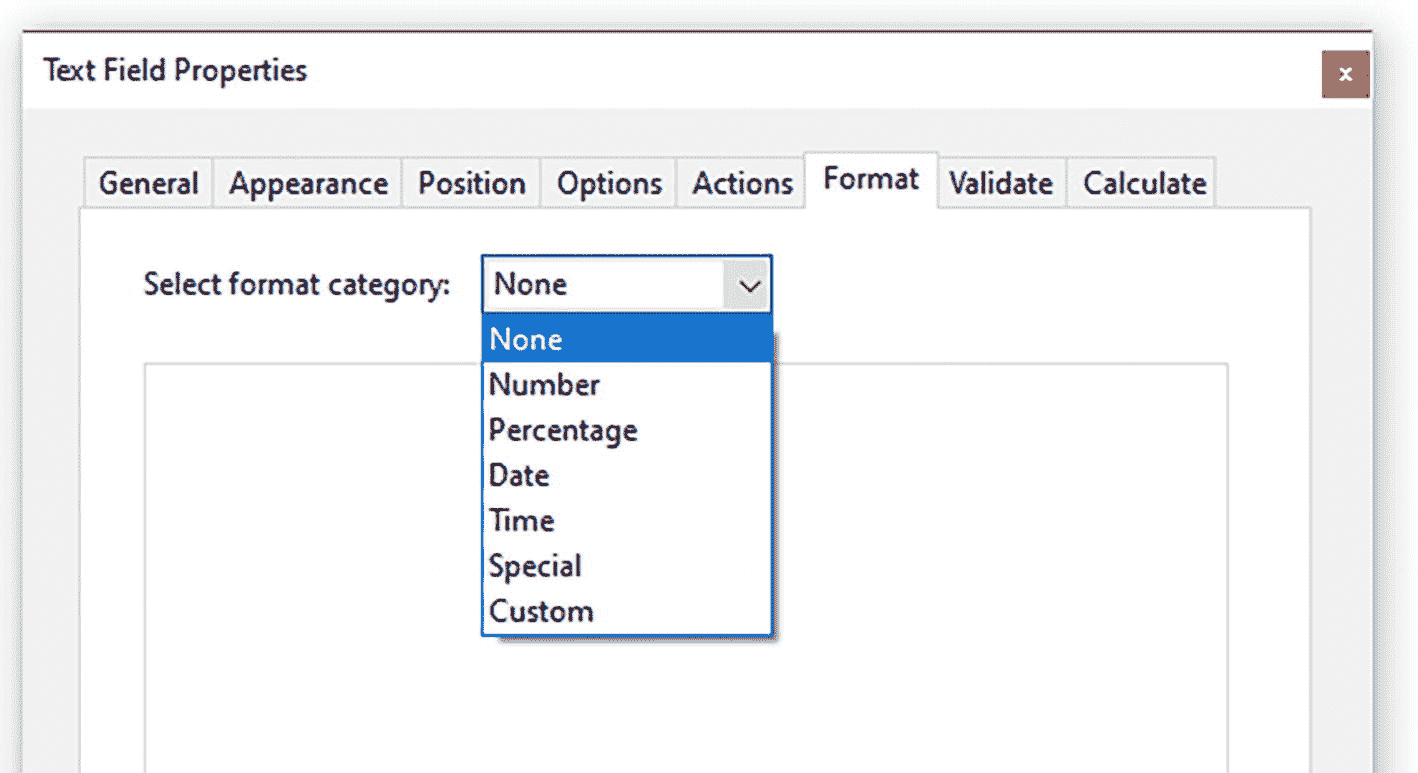 Text Field Properties
x
General Appearance Position Options Actions Format Validate Calculate
Select format category: None
None
Number
Percentage
Date
Time
Special
Custom